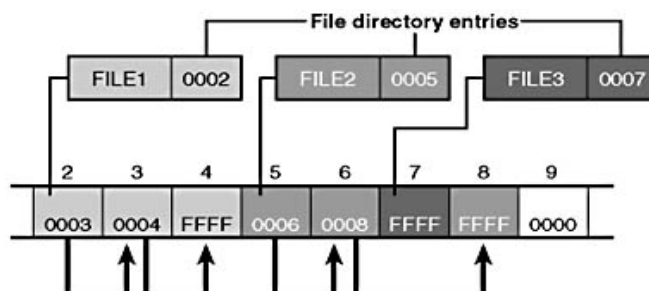 File directory entries
FILE1 0002 FILE2 0005 FILE3 0007
2 3 4 5 6 7 8 9
0003 0004 FFFF 0006 0008 FFFF FFFF 0000